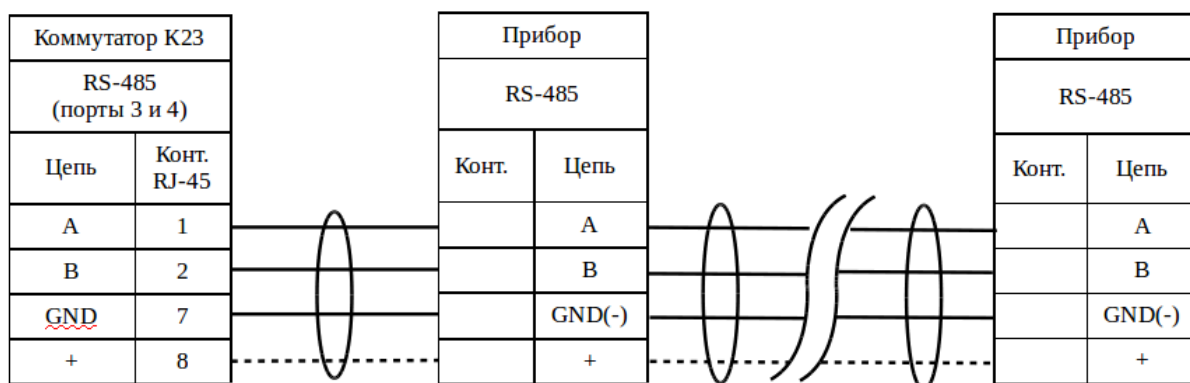 Коммутатор К23
RS-485
(порты 3 и 4)
Цепь
Конт.
RJ-45
A
1
B
2
GND
7
+
8
Прибор
RS-485
Конт.
Цепь
A
B
GND(-)
+
Прибор
RS-485
Конт.
Цепь
A
B
GND(-)
+